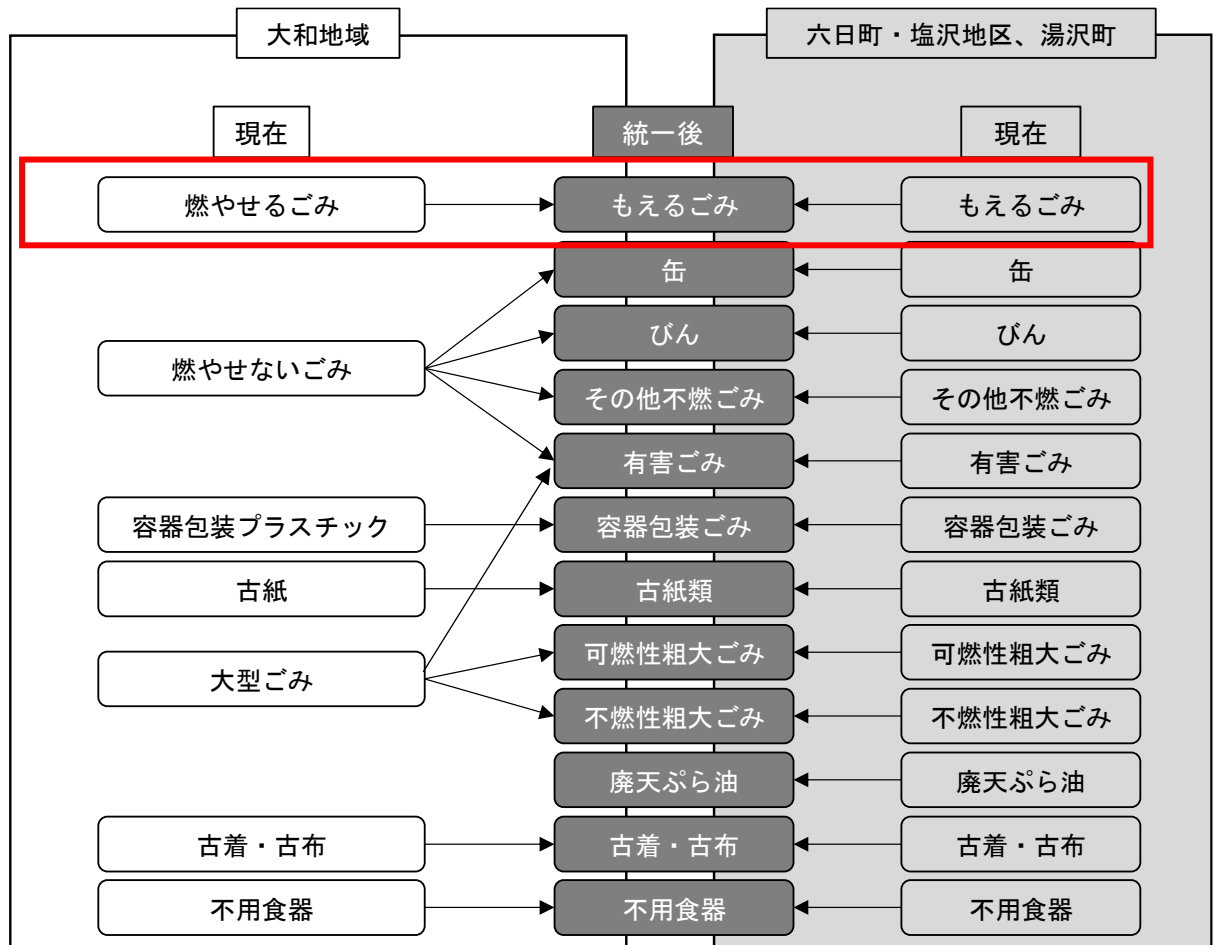 大和地域
六日町・塩沢地区、湯沢町
現在
統一後
現在
燃やせるごみ
もえるごみ
もえるごみ
缶
缶
燃やせないごみ
びん
びん
その他不燃ごみ
その他不燃ごみ
有害ごみ
有害ごみ
容器包装プラスチック
容器包装ごみ
容器包装ごみ
古紙
古紙類
古紙類
大型ごみ
可燃性粗大ごみ
可燃性粗大ごみ
不燃性粗大ごみ
不燃性粗大ごみ
廃天ぷら油
廃天ぷら油
古着・古布
古着・古布
古着・古布
不用食器
不用食器
不用食器